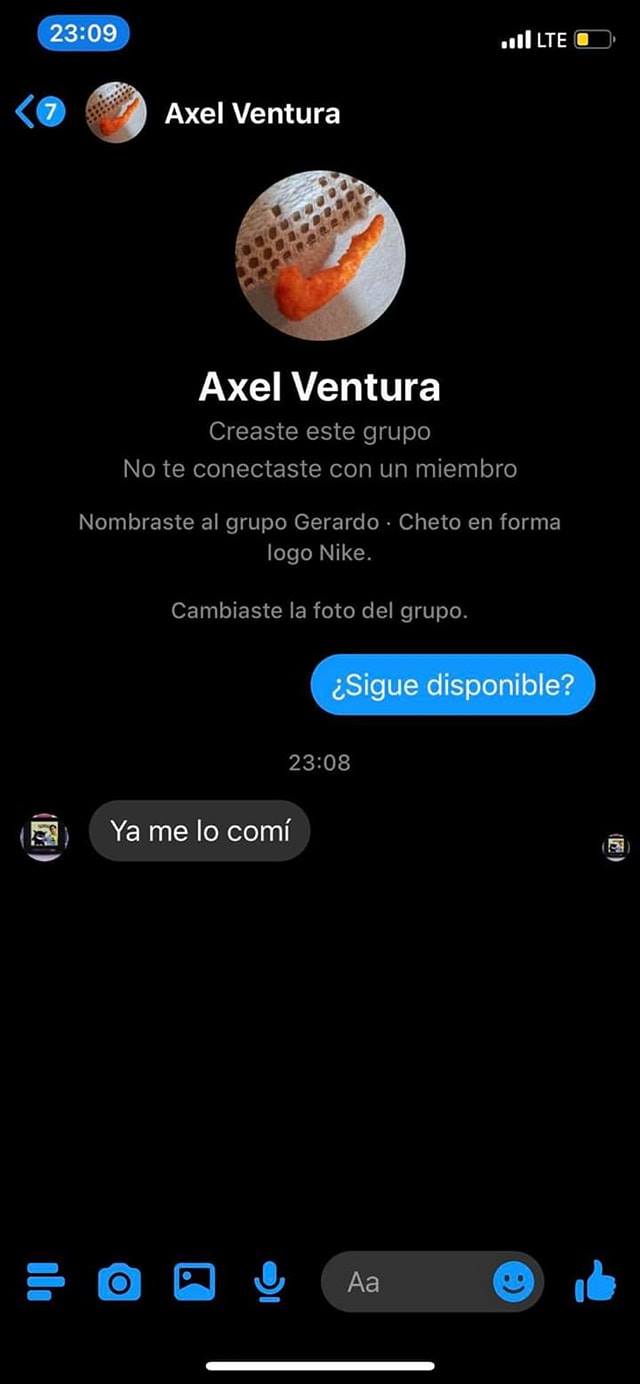 23:09
LTE
7
Axel Ventura
Axel Ventura
Creaste este grupo
No te conectaste con un miembro
Nombraste al grupo Gerardo · Cheto en forma
logo Nike.
Cambiaste la foto del grupo.
¿Sigue disponible?
23:08
Ya me lo comí
Aa